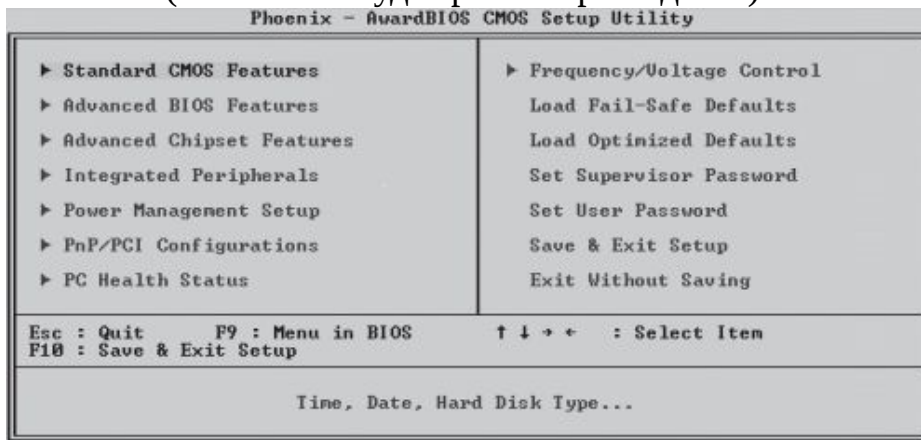 Phoenix - AwardBIOS CMOS Setup Utility
▶ Standard CMOS Features
▶ Advanced BIOS Features
▶ Advanced Chipset Features
▶ Integrated Peripherals
▶ Power Management Setup
▶ PnP/PCI Configurations
▶ PC Health Status
▶ Frequency/Voltage Control
Load Fail-Safe Defaults
Load Optimized Defaults
Set Supervisor Password
Set User Password
Save & Exit Setup
Exit Without Saving
Esc : Quit F9 : Menu in BIOS ↑ ↓ → ← : Select Item
F10 : Save & Exit Setup
Time, Date, Hard Disk Type...